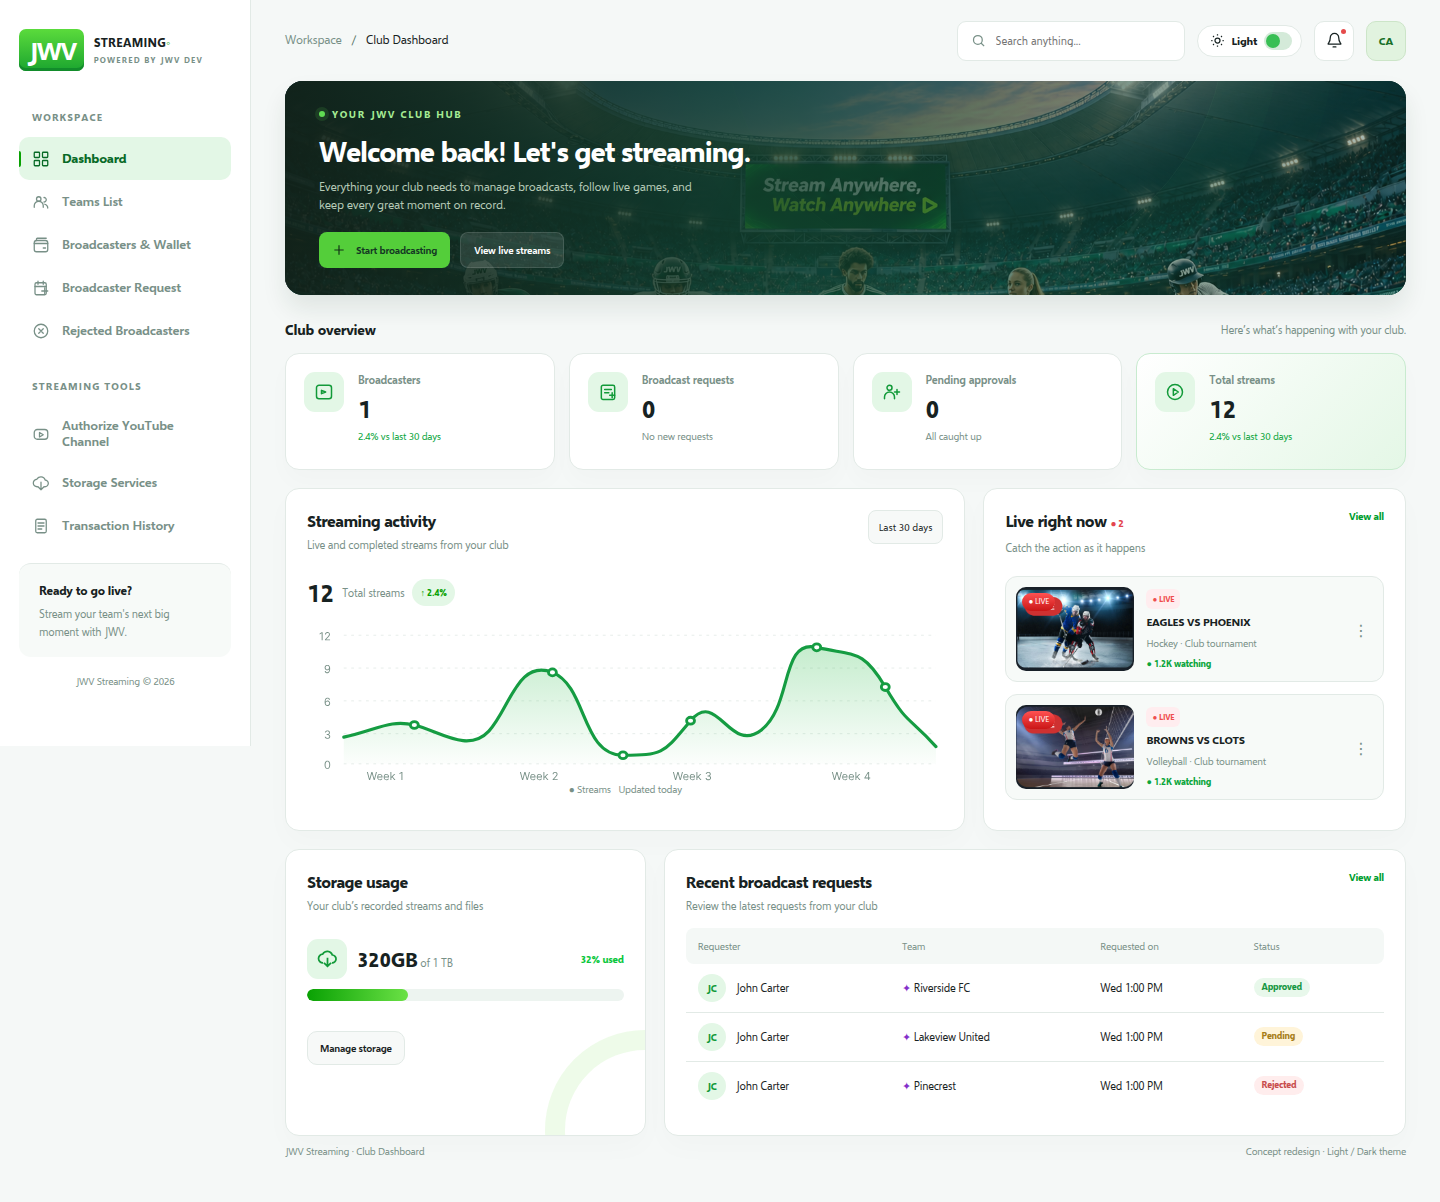 JWV
STREAMING
POWERED BY JWV DEV
WORKSPACE
Dashboard
Teams List
Broadcasters & Wallet
Broadcaster Request
Rejected Broadcasters
STREAMING TOOLS
Authorize YouTube
Channel
Storage Services
Transaction History
Ready to go live?
Stream your team's next big
moment with JWV.
JWV Streaming © 2026
Workspace / Club Dashboard
Search anything...
Light
CA
YOUR JWV CLUB HUB
Welcome back! Let's get streaming.
Everything your club needs to manage broadcasts, follow live games, and
keep every great moment on record.
+ Start broadcasting
View live streams
Stream Anywhere,
Watch Anywhere
JWV
JWV
Club overview
Here's what's happening with your club.
Broadcasters
1
2.4% vs last 30 days
Broadcast requests
0
No new requests
Pending approvals
0
All caught up
Total streams
12
2.4% vs last 30 days
Streaming activity
Live and completed streams from your club
Last 30 days
12 Total streams ↑ 2.4%
12
9
6
3
0
Week 1 Week 2 Week 3 Week 4
● Streams Updated today
Live right now ● 2
Catch the action as it happens
View all
● LIVE
● LIVE
EAGLES VS PHOENIX
Hockey · Club tournament
● 1.2K watching
● LIVE
● LIVE
BROWNS VS CLOTS
Volleyball · Club tournament
● 1.2K watching
Storage usage
Your club's recorded streams and files
320GB of 1 TB
32% used
Manage storage
Recent broadcast requests
Review the latest requests from your club
View all
Requester Team Requested on Status
JC John Carter ✦ Riverside FC Wed 1:00 PM Approved
JC John Carter ✦ Lakeview United Wed 1:00 PM Pending
JC John Carter ✦ Pinecrest Wed 1:00 PM Rejected
JWV Streaming · Club Dashboard
Concept redesign · Light / Dark theme